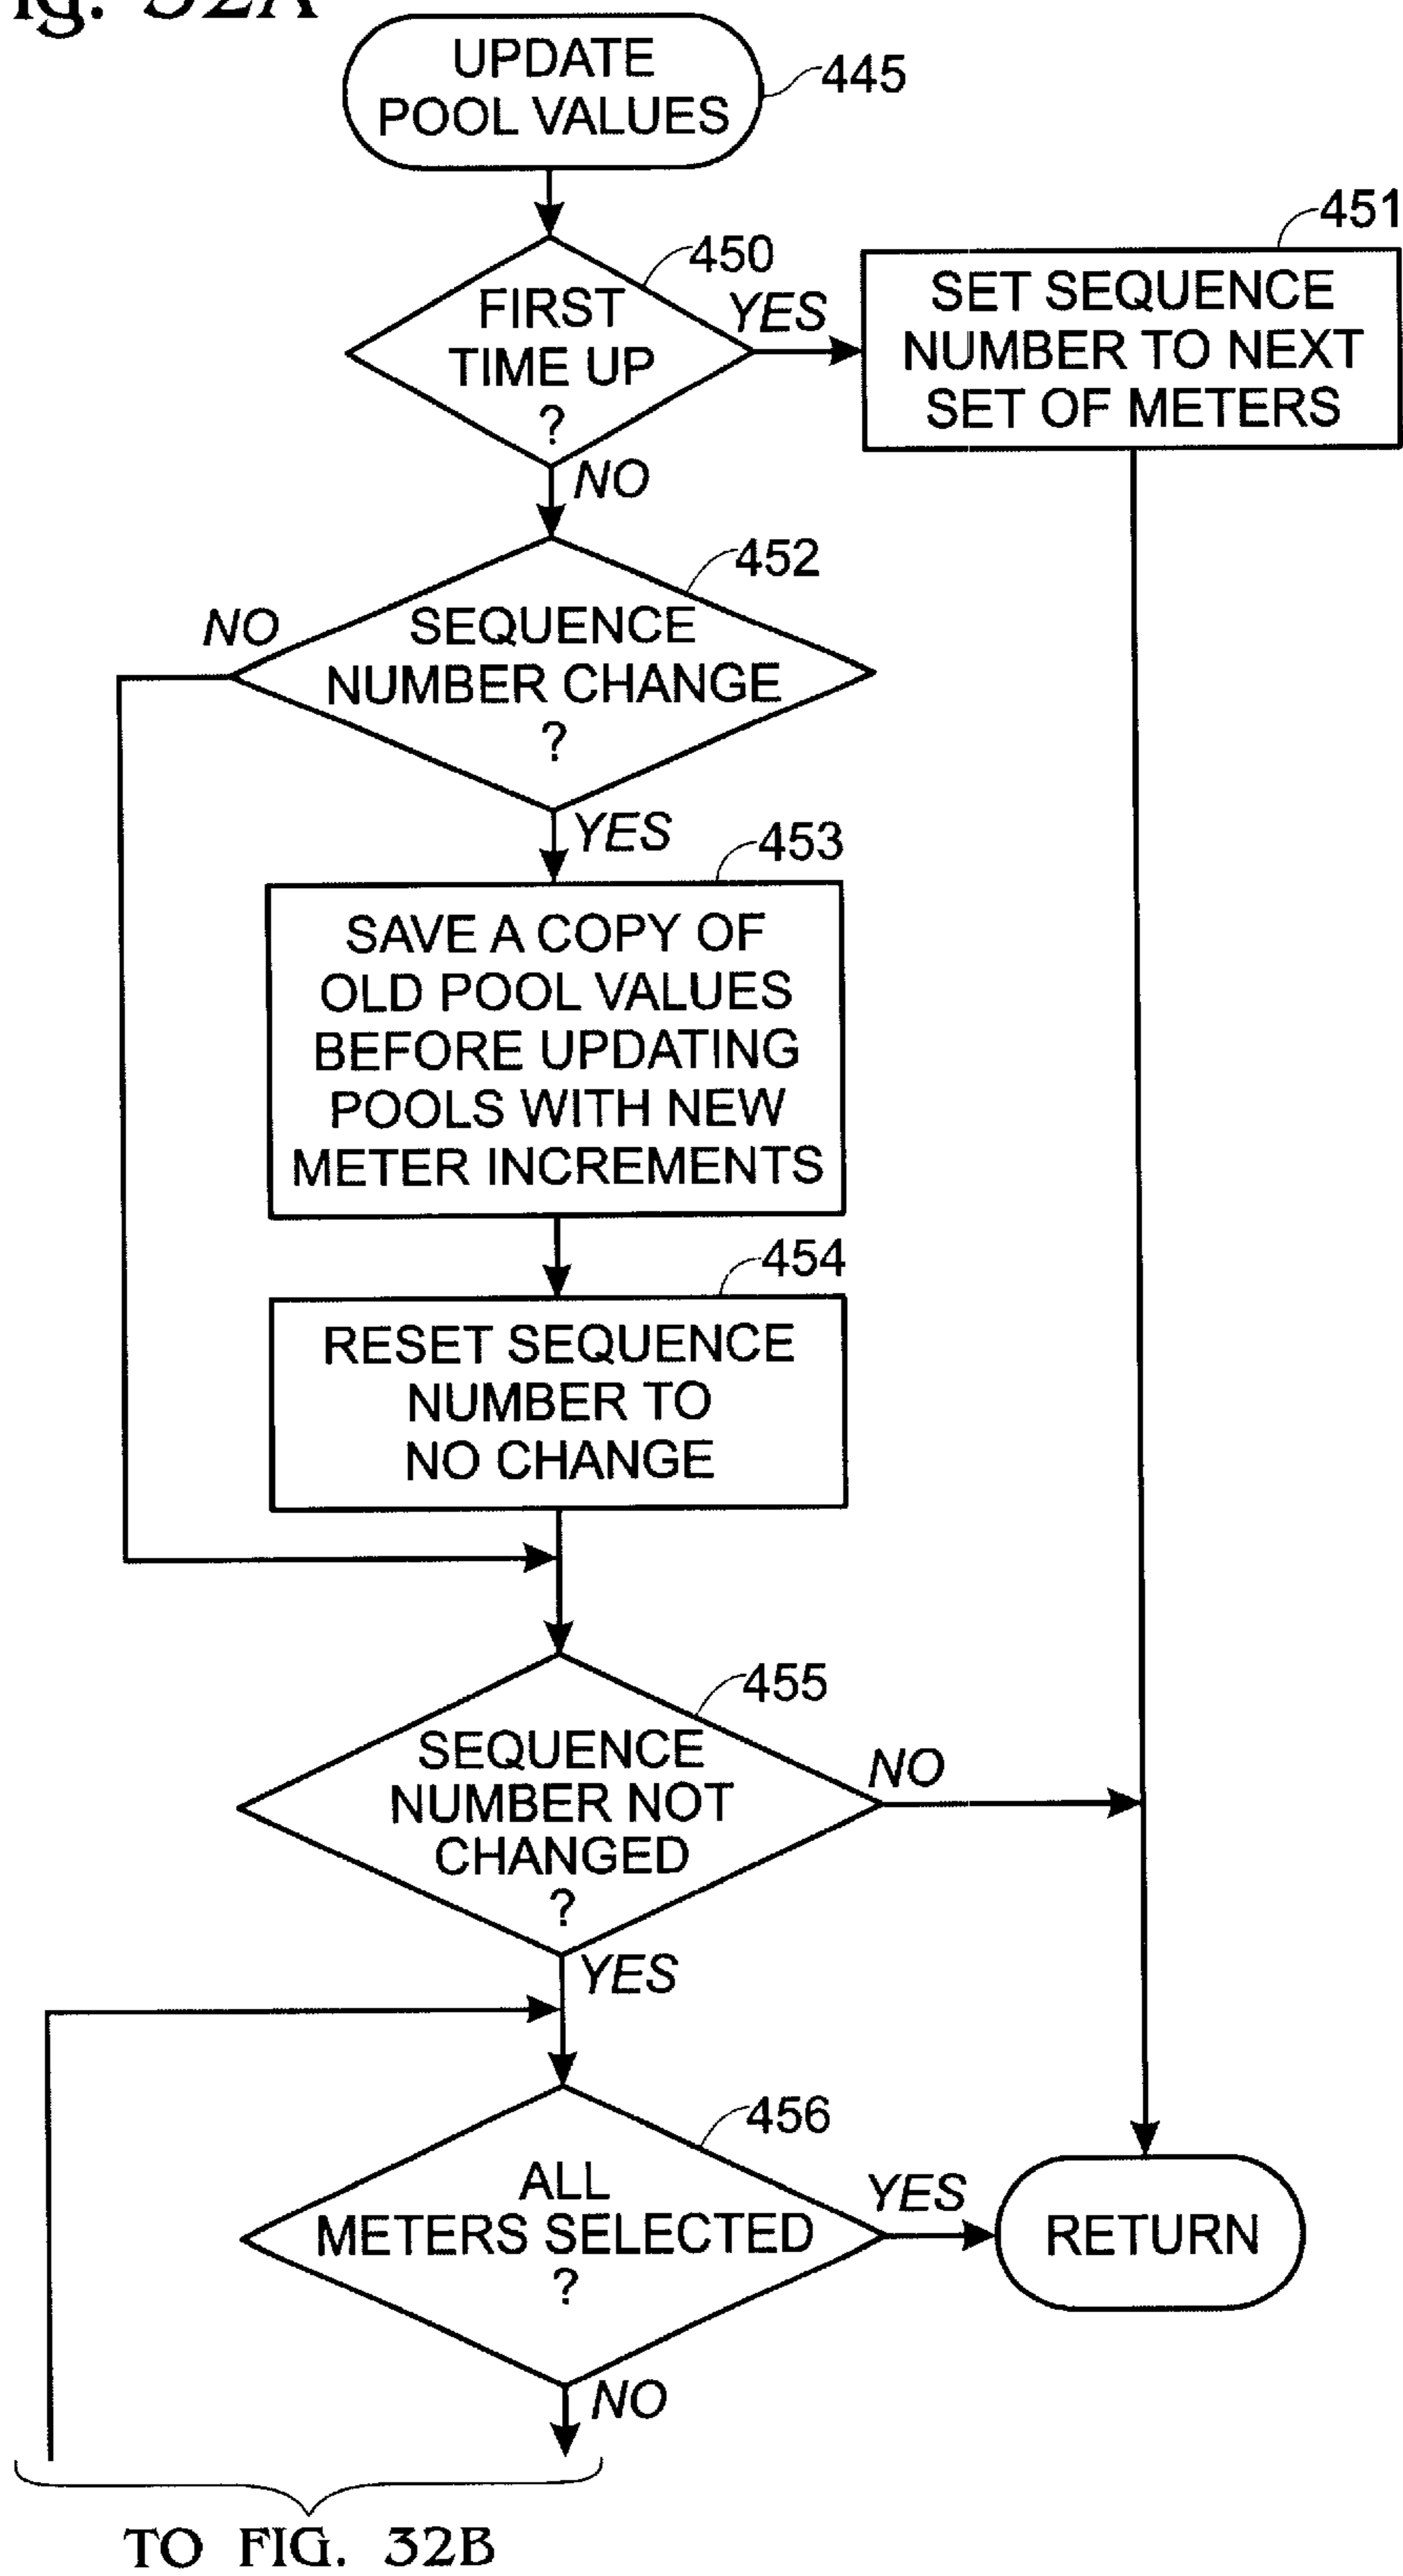 Fig. 32A
UPDATE
POOL VALUES
445
450
FIRST
TIME UP
?
YES
451
SET SEQUENCE
NUMBER TO NEXT
SET OF METERS
NO
452
NO
SEQUENCE
NUMBER CHANGE
?
YES
453
SAVE A COPY OF
OLD POOL VALUES
BEFORE UPDATING
POOLS WITH NEW
METER INCREMENTS
454
RESET SEQUENCE
NUMBER TO
NO CHANGE
455
SEQUENCE
NUMBER NOT
CHANGED
?
NO
YES
456
ALL
METERS SELECTED
?
YES
RETURN
NO
TO FIG. 32B